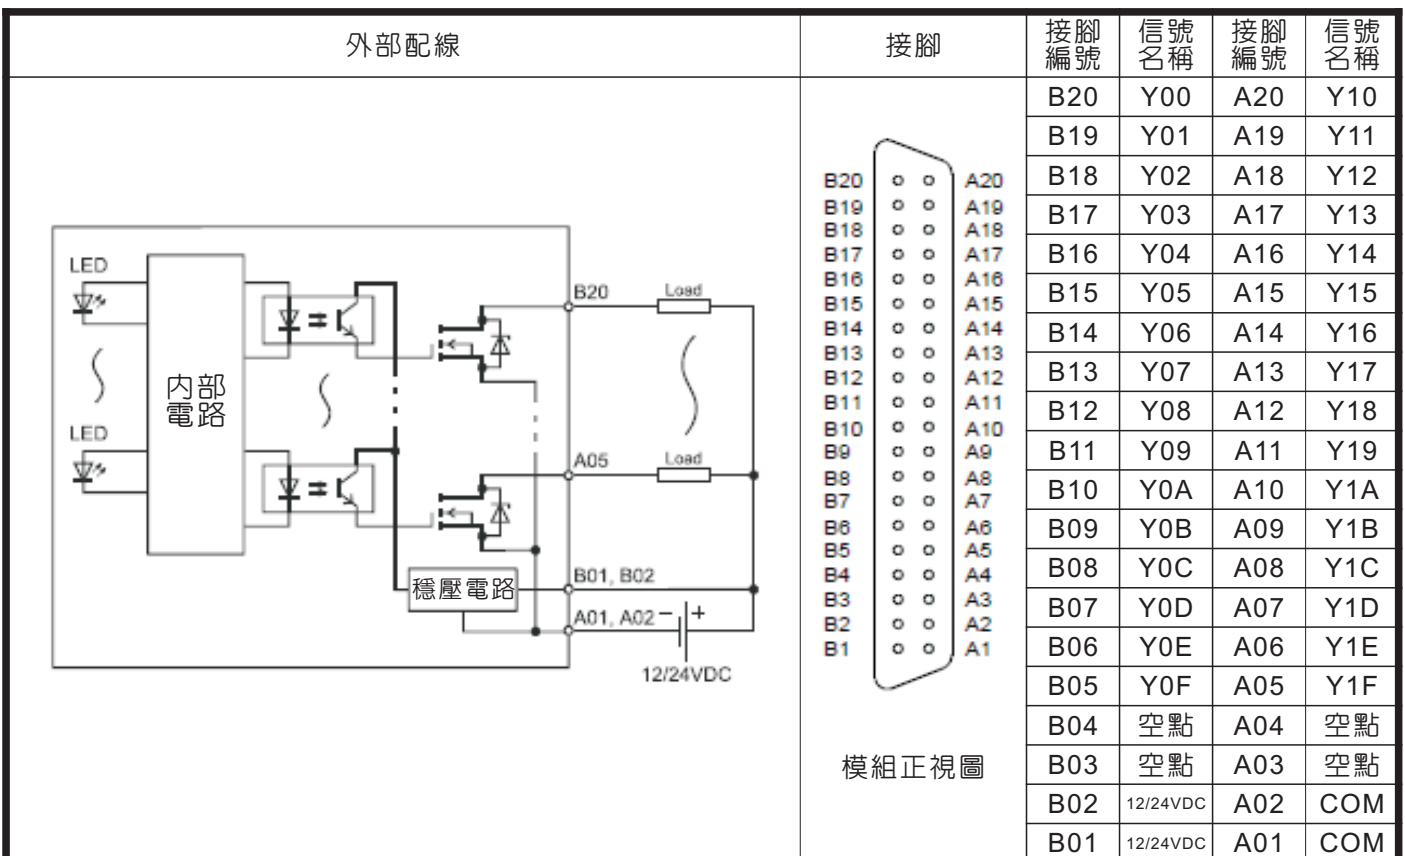 外部配線
接腳
接腳編號 信號名稱 接腳編號 信號名稱
LED
LED
內部
電路
穩壓電路
B20
Load
A05
Load
B01, B02
A01, A02
− +
12/24VDC
B20 A20
B19 A19
B18 A18
B17 A17
B16 A16
B15 A15
B14 A14
B13 A13
B12 A12
B11 A11
B10 A10
B9 A9
B8 A8
B7 A7
B6 A6
B5 A5
B4 A4
B3 A3
B2 A2
B1 A1
模組正視圖
B20 Y00 A20 Y10
B19 Y01 A19 Y11
B18 Y02 A18 Y12
B17 Y03 A17 Y13
B16 Y04 A16 Y14
B15 Y05 A15 Y15
B14 Y06 A14 Y16
B13 Y07 A13 Y17
B12 Y08 A12 Y18
B11 Y09 A11 Y19
B10 Y0A A10 Y1A
B09 Y0B A09 Y1B
B08 Y0C A08 Y1C
B07 Y0D A07 Y1D
B06 Y0E A06 Y1E
B05 Y0F A05 Y1F
B04 空點 A04 空點
B03 空點 A03 空點
B02 12/24VDC A02 COM
B01 12/24VDC A01 COM